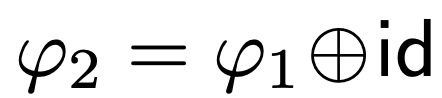 φ₂ = φ₁ ⊕ id